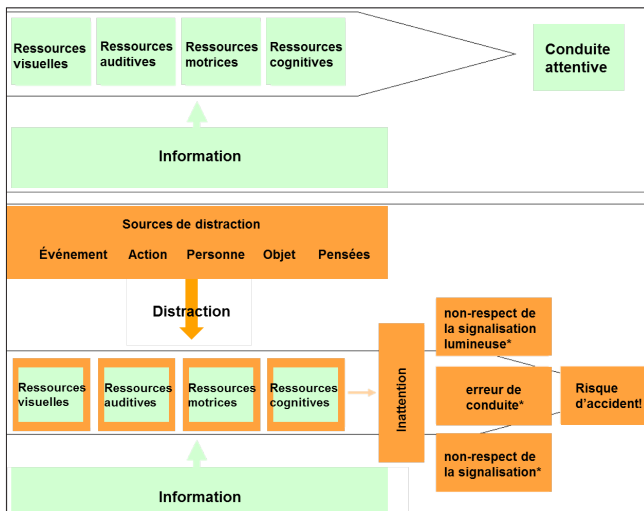 Ressources
visuelles
Ressources
auditives
Ressources
motrices
Ressources
cognitives
Conduite
attentive
Information
Sources de distraction
Événement Action Personne Objet Pensées
Distraction
Ressources
visuelles
Ressources
auditives
Ressources
motrices
Ressources
cognitives
Inattention
non-respect de
la signalisation
lumineuse*
erreur de
conduite*
non-respect de
la signalisation*
Risque
d'accident!
Information